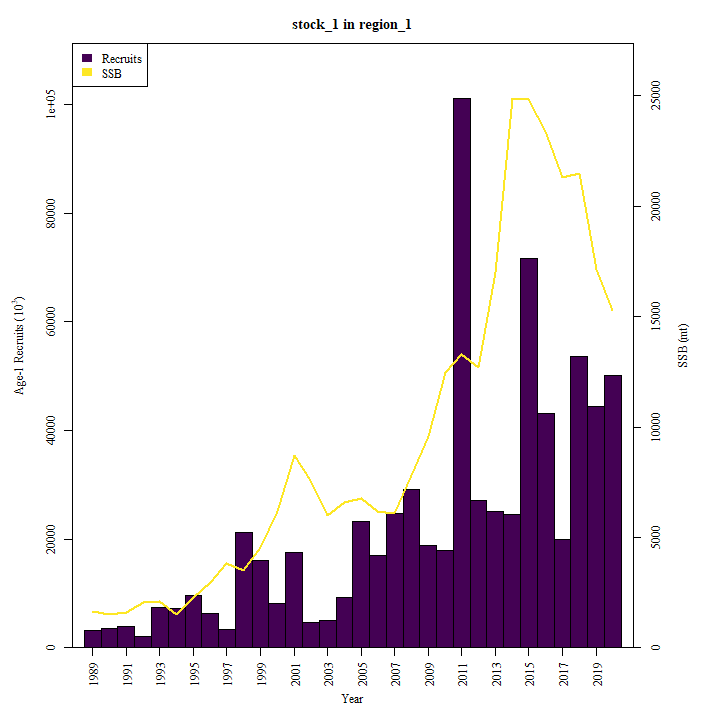 stock_1 in region_1
Recruits
SSB
1e+05
80000
60000
40000
20000
0
Age-1 Recruits (10³)
25000
20000
15000
10000
5000
0
SSB (mt)
1989 1991 1993 1995 1997 1999 2001 2003 2005 2007 2009 2011 2013 2015 2017 2019
Year